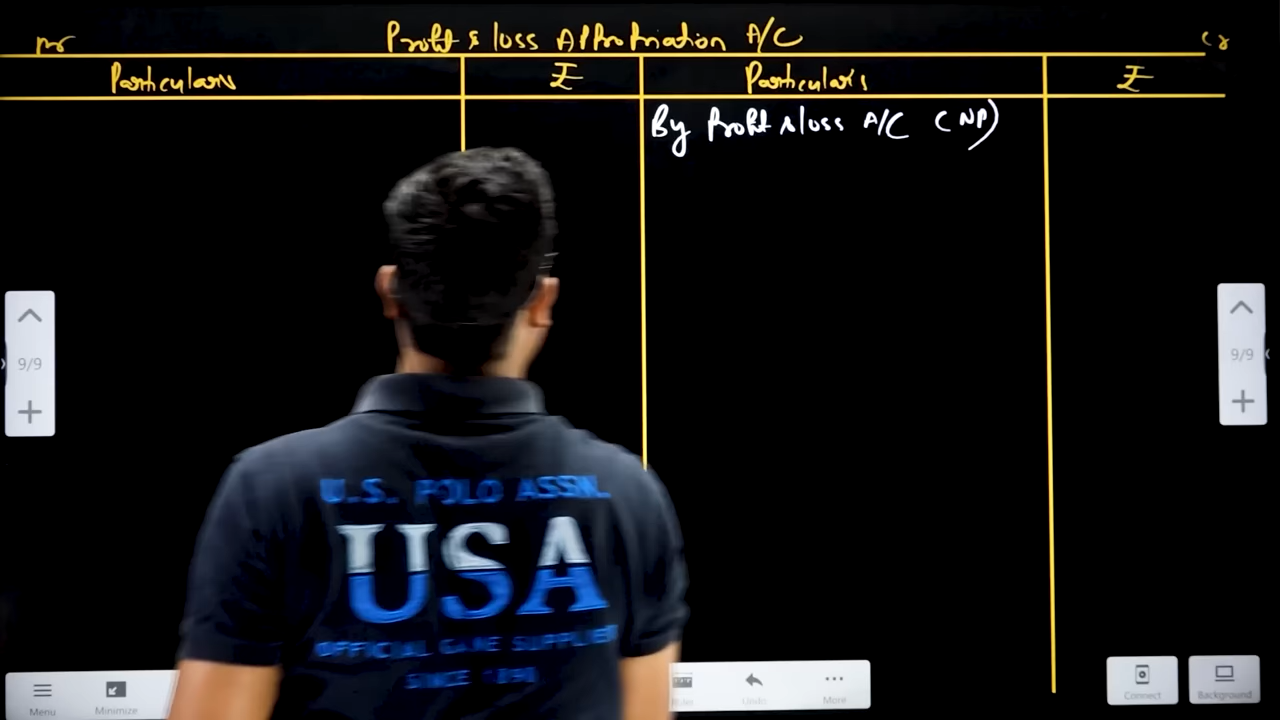 Dr Profit & loss Appropriation A/C Cr
Particulars ₹ Particulars ₹
By Profit & loss A/C (NP)
9/9
9/9
U.S. POLO ASSN.
USA
OFFICIAL GAME SUPPLIER
SINCE 1890
Menu
Minimize
Rules
Undo
More
Connect
Background